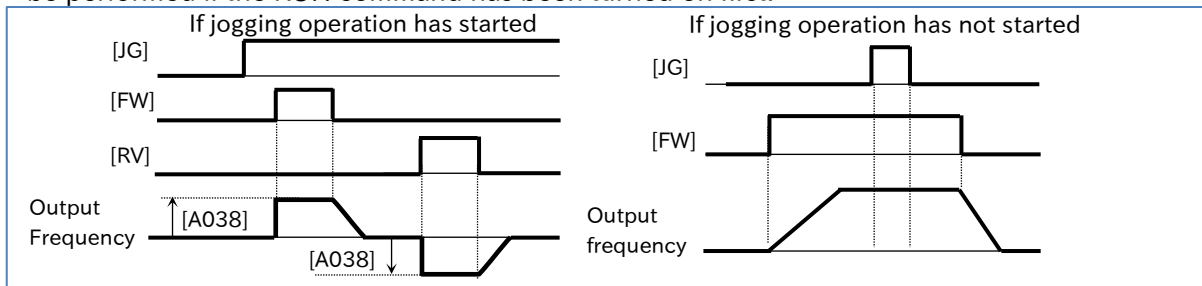 be performed if the RUN command has been turned on first.
If jogging operation has started
[JG]
[FW]
[RV]
Output
Frequency
[A038]
[A038]
If jogging operation has not started
[JG]
[FW]
Output
frequency